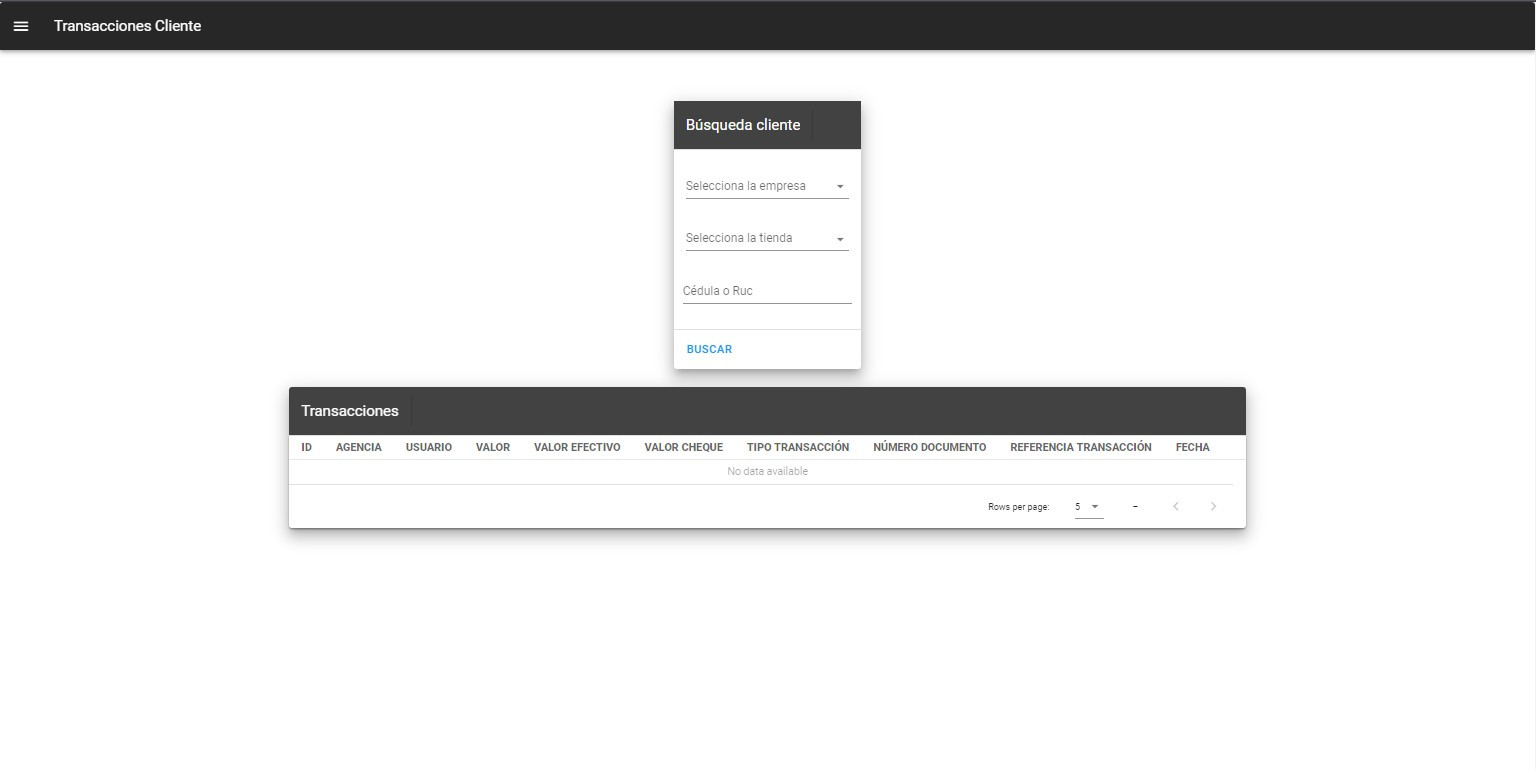 Transacciones Cliente
Búsqueda cliente
Selecciona la empresa
Selecciona la tienda
Cédula o Ruc
BUSCAR
Transacciones
ID AGENCIA USUARIO VALOR VALOR EFECTIVO VALOR CHEQUE TIPO TRANSACCIÓN NÚMERO DOCUMENTO REFERENCIA TRANSACCIÓN FECHA
No data available
Rows per page: 5 –